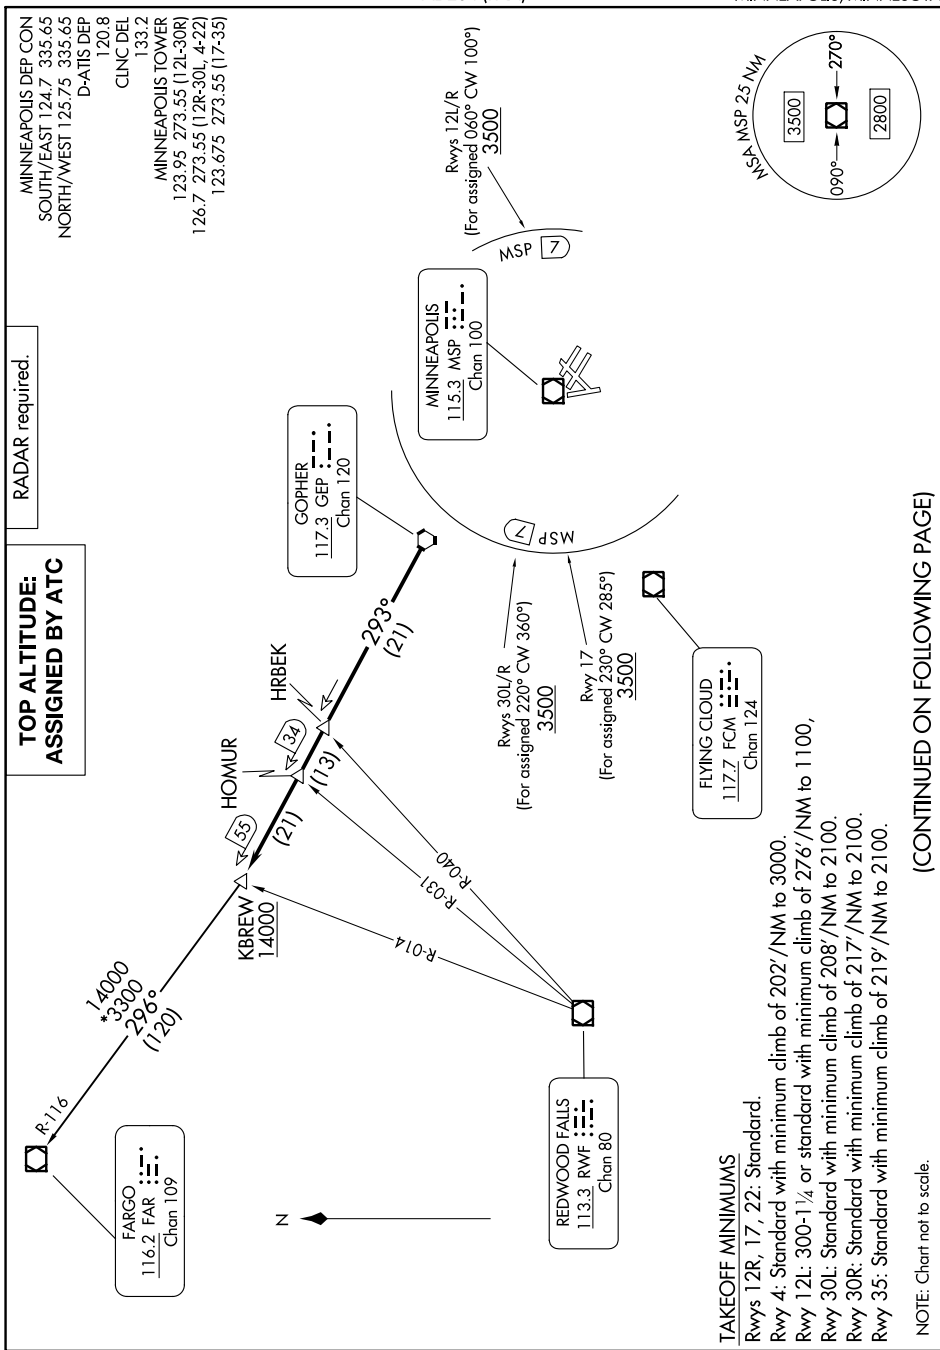 MINNEAPOLIS DEP CON
SOUTH/EAST 124.7 335.65
NORTH/WEST 125.75 335.65
D-ATIS DEP
120.8
CLNC DEL
133.2
MINNEAPOLIS TOWER
123.95 273.55 (12L-30R)
126.7 273.55 (12R-30L, 4-22)
123.675 273.55 (17-35)
RADAR required.
TOP ALTITUDE:
ASSIGNED BY ATC
MSA MSP 25 NM
3500
270°
090°
2800
Rwys 12L/R
(For assigned 060° CW 100°)
3500
MSP 7
MINNEAPOLIS
115.3 MSP
Chan 100
GOPHER
117.3 GEP
Chan 120
293°
(21)
HRBEK
34
(13)
HOMUR
55
(21)
KBREW
14000
14000
*3300
296°
(120)
R-116
FARGO
116.2 FAR
Chan 109
N
R-040
R-031
R-014
REDWOOD FALLS
113.3 RWF
Chan 80
7 MSP
Rwys 30L/R
(For assigned 220° CW 360°)
3500
Rwy 17
(For assigned 230° CW 285°)
3500
FLYING CLOUD
117.7 FCM
Chan 124
TAKEOFF MINIMUMS
Rwys 12R, 17, 22: Standard.
Rwy 4: Standard with minimum climb of 202'/NM to 3000.
Rwy 12L: 300-1¼ or standard with minimum climb of 276'/NM to 1100,
Rwy 30L: Standard with minimum climb of 208'/NM to 2100.
Rwy 30R: Standard with minimum climb of 217'/NM to 2100.
Rwy 35: Standard with minimum climb of 219'/NM to 2100.
NOTE: Chart not to scale.
(CONTINUED ON FOLLOWING PAGE)